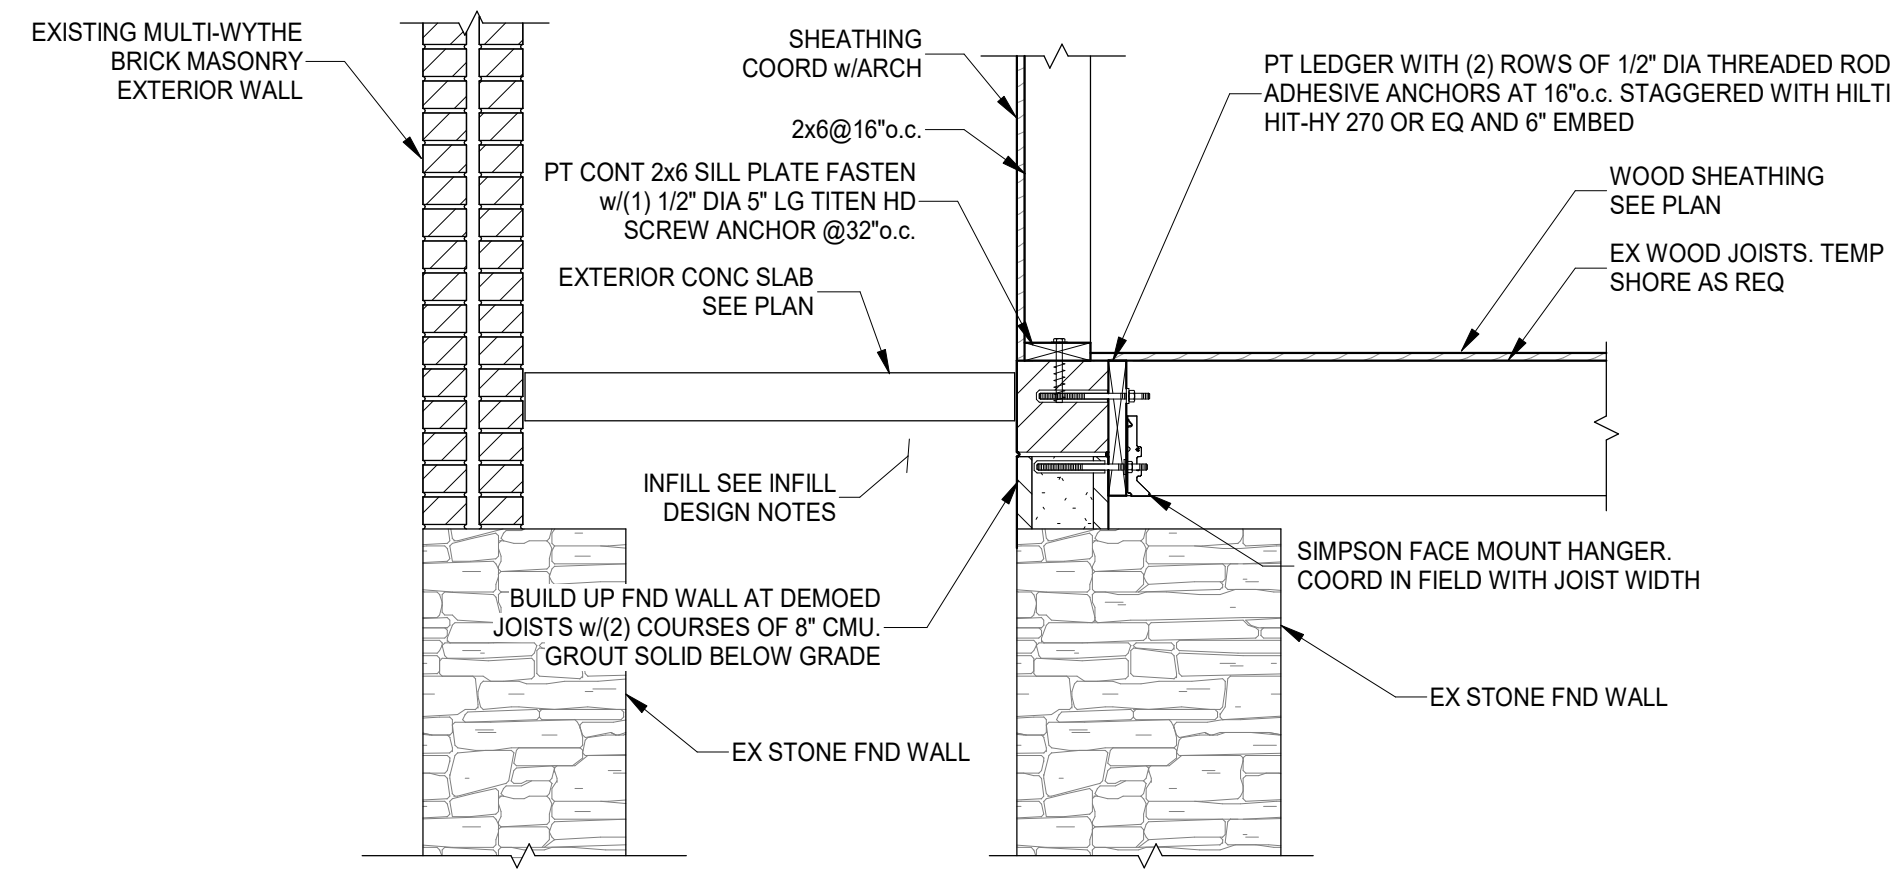 EXISTING MULTI-WYTHE
BRICK MASONRY
EXTERIOR WALL
SHEATHING
COORD w/ARCH
2x6@16"o.c.
PT CONT 2x6 SILL PLATE FASTEN
w/(1) 1/2" DIA 5" LG TITEN HD
SCREW ANCHOR @32"o.c.
EXTERIOR CONC SLAB
SEE PLAN
PT LEDGER WITH (2) ROWS OF 1/2" DIA THREADED ROD
ADHESIVE ANCHORS AT 16"o.c. STAGGERED WITH HILTI
HIT-HY 270 OR EQ AND 6" EMBED
WOOD SHEATHING
SEE PLAN
EX WOOD JOISTS. TEMP
SHORE AS REQ
INFILL SEE INFILL
DESIGN NOTES
BUILD UP FND WALL AT DEMOED
JOISTS w/(2) COURSES OF 8" CMU.
GROUT SOLID BELOW GRADE
SIMPSON FACE MOUNT HANGER.
COORD IN FIELD WITH JOIST WIDTH
EX STONE FND WALL
EX STONE FND WALL